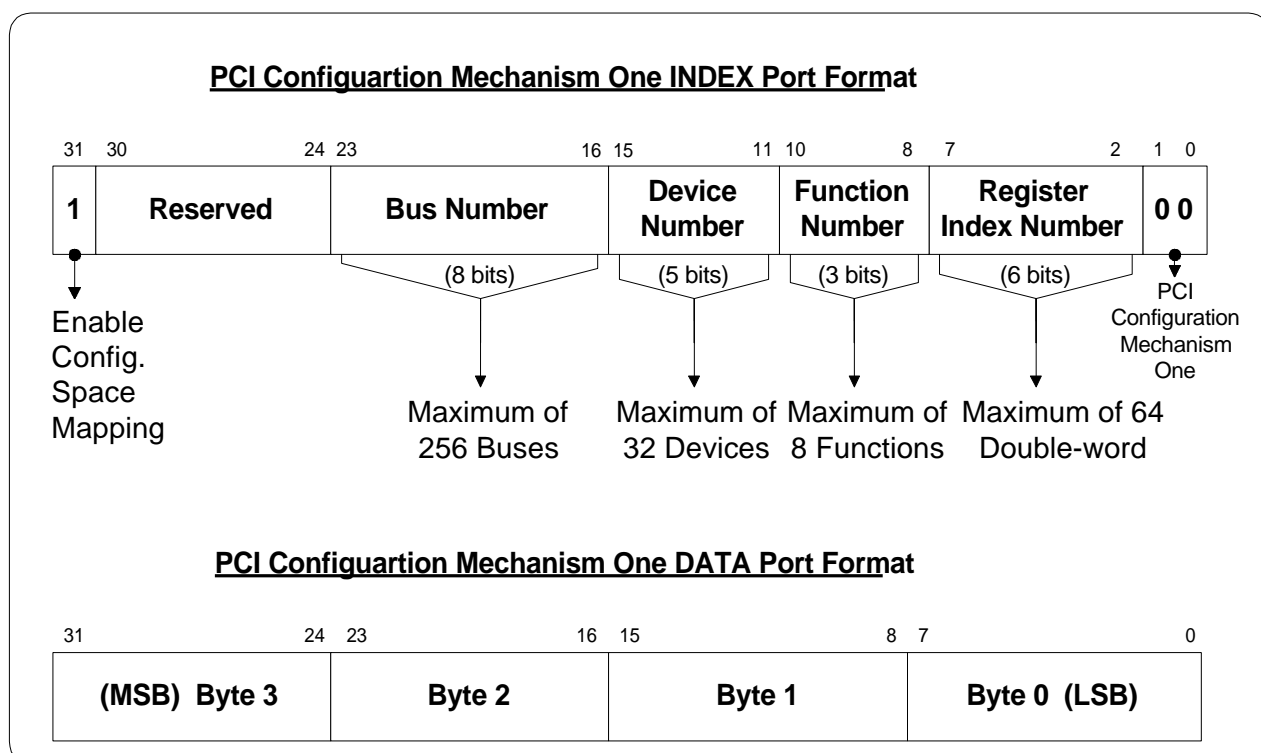 PCI Configuartion Mechanism One INDEX Port Format
31 30 24 23 16 15 11 10 8 7 2 1 0
1 Reserved Bus Number Device Number Function Number Register Index Number 0 0
(8 bits) (5 bits) (3 bits) (6 bits)
Enable
Config.
Space
Mapping
Maximum of
256 Buses
Maximum of
32 Devices
Maximum of
8 Functions
Maximum of 64
Double-word
PCI
Configuration
Mechanism
One
PCI Configuartion Mechanism One DATA Port Format
31 24 23 16 15 8 7 0
(MSB) Byte 3 Byte 2 Byte 1 Byte 0 (LSB)